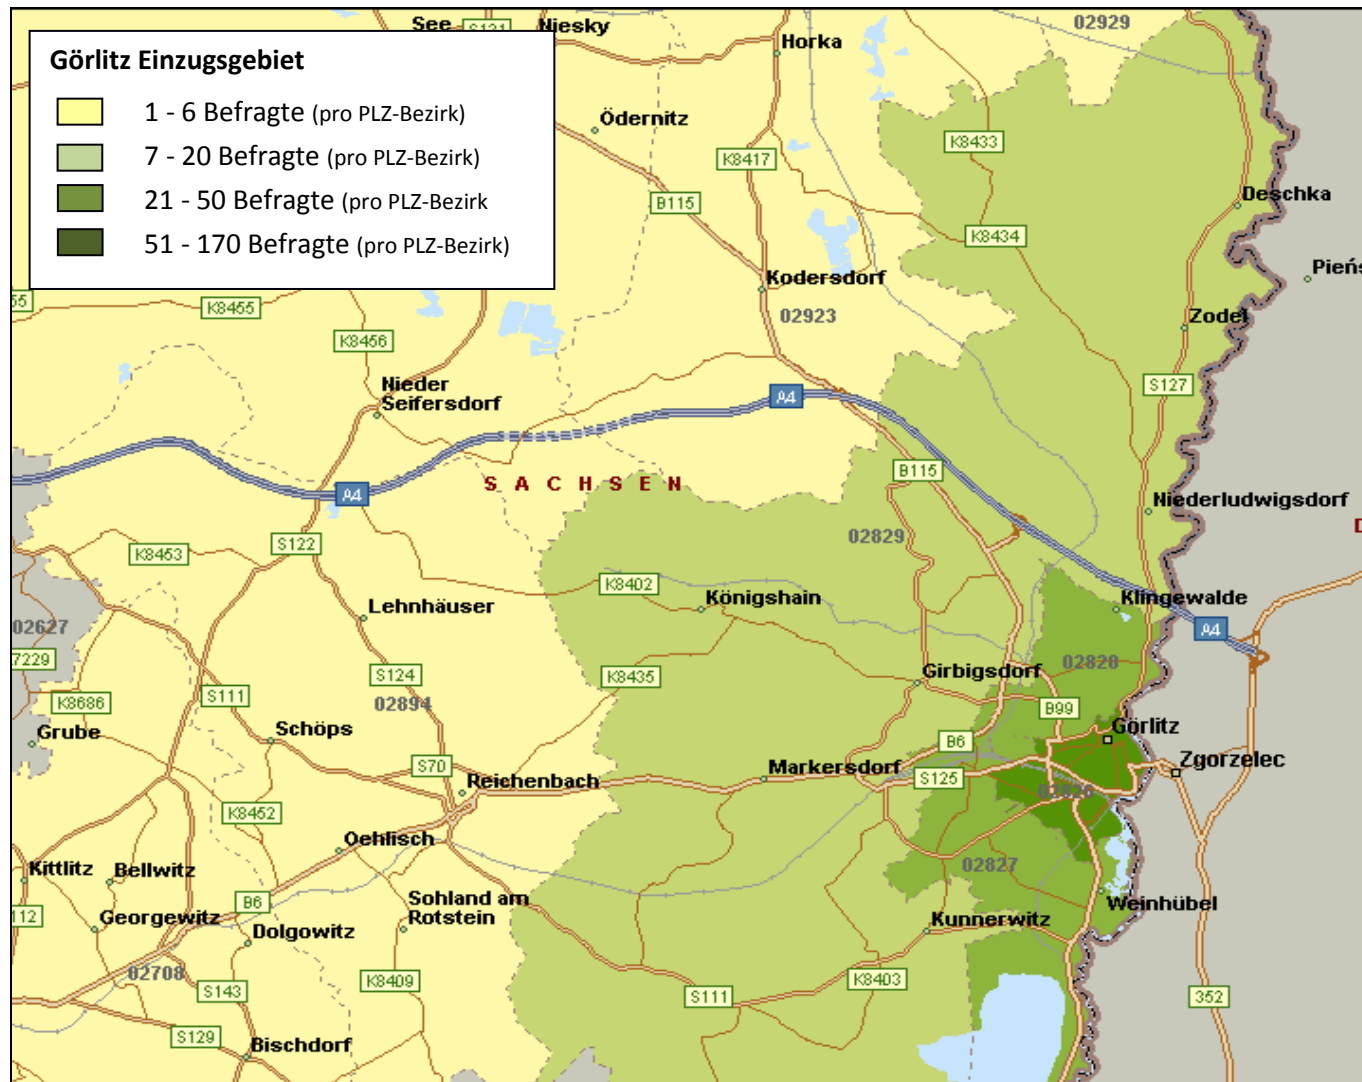 See
S121
Niesky
02929
Horka
Görlitz Einzugsgebiet
1 - 6 Befragte (pro PLZ-Bezirk)
7 - 20 Befragte (pro PLZ-Bezirk)
21 - 50 Befragte (pro PLZ-Bezirk
51 - 170 Befragte (pro PLZ-Bezirk)
Ödernitz
K8433
K8417
B115
Deschka
K8434
Kodersdorf
Pieńs
55
K8455
02923
Zodel
K8456
Nieder
Seifersdorf
S127
A4
B115
SACHSEN
A4
Niederludwigsdorf
D
02829
S122
K8453
K8402
Königshain
Klingewalde
Lehnhäuser
02627
A4
7229
02828
K8435
Girbigsdorf
S124
K8686
S111
02894
B99
Grube
Schöps
Görlitz
B6
S70
Zgorzelec
Reichenbach
Markersdorf
S125
02826
K8452
Oehlisch
Kittlitz
Bellwitz
02827
B6
Sohland am
Rotstein
Weinhübel
112
Georgewitz
Dolgowitz
Kunnerwitz
02708
K8409
K8403
S143
S111
352
S129
Bischdorf